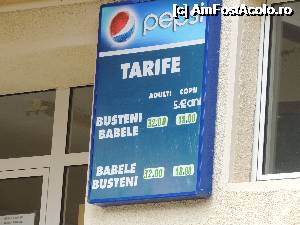 [c] AmFostAcolo.ro
pepsi
TARIFE
ADULTI COPII
5-8 ani
BUSTENI 32.00 18.00
BABELE
BABELE
BUSTENI 32.00 18.00